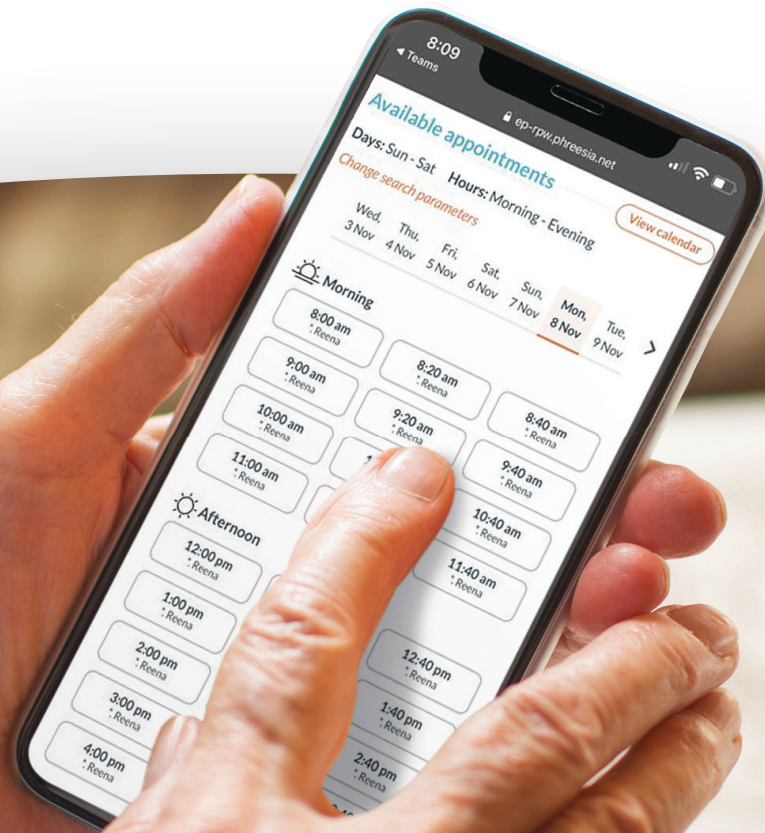 8:09
Teams
ep-rpw.phreesia.net
Available appointments
Days: Sun - Sat Hours: Morning - Evening
Change search parameters
View calendar
Wed, Thu, Fri, Sat, Sun, Mon, Tue,
3 Nov 4 Nov 5 Nov 6 Nov 7 Nov 8 Nov 9 Nov
Morning
8:00 am 8:20 am 8:40 am
: Reena : Reena : Reena
9:00 am 9:20 am 9:40 am
: Reena : Reena : Reena
10:00 am 10:40 am
: Reena : Reena
11:00 am 11:40 am
: Reena : Reena
Afternoon
12:00 pm 12:40 pm
: Reena : Reena
1:00 pm 1:40 pm
: Reena : Reena
2:00 pm 2:40 pm
: Reena : Reena
3:00 pm
: Reena
4:00 pm
: Reena